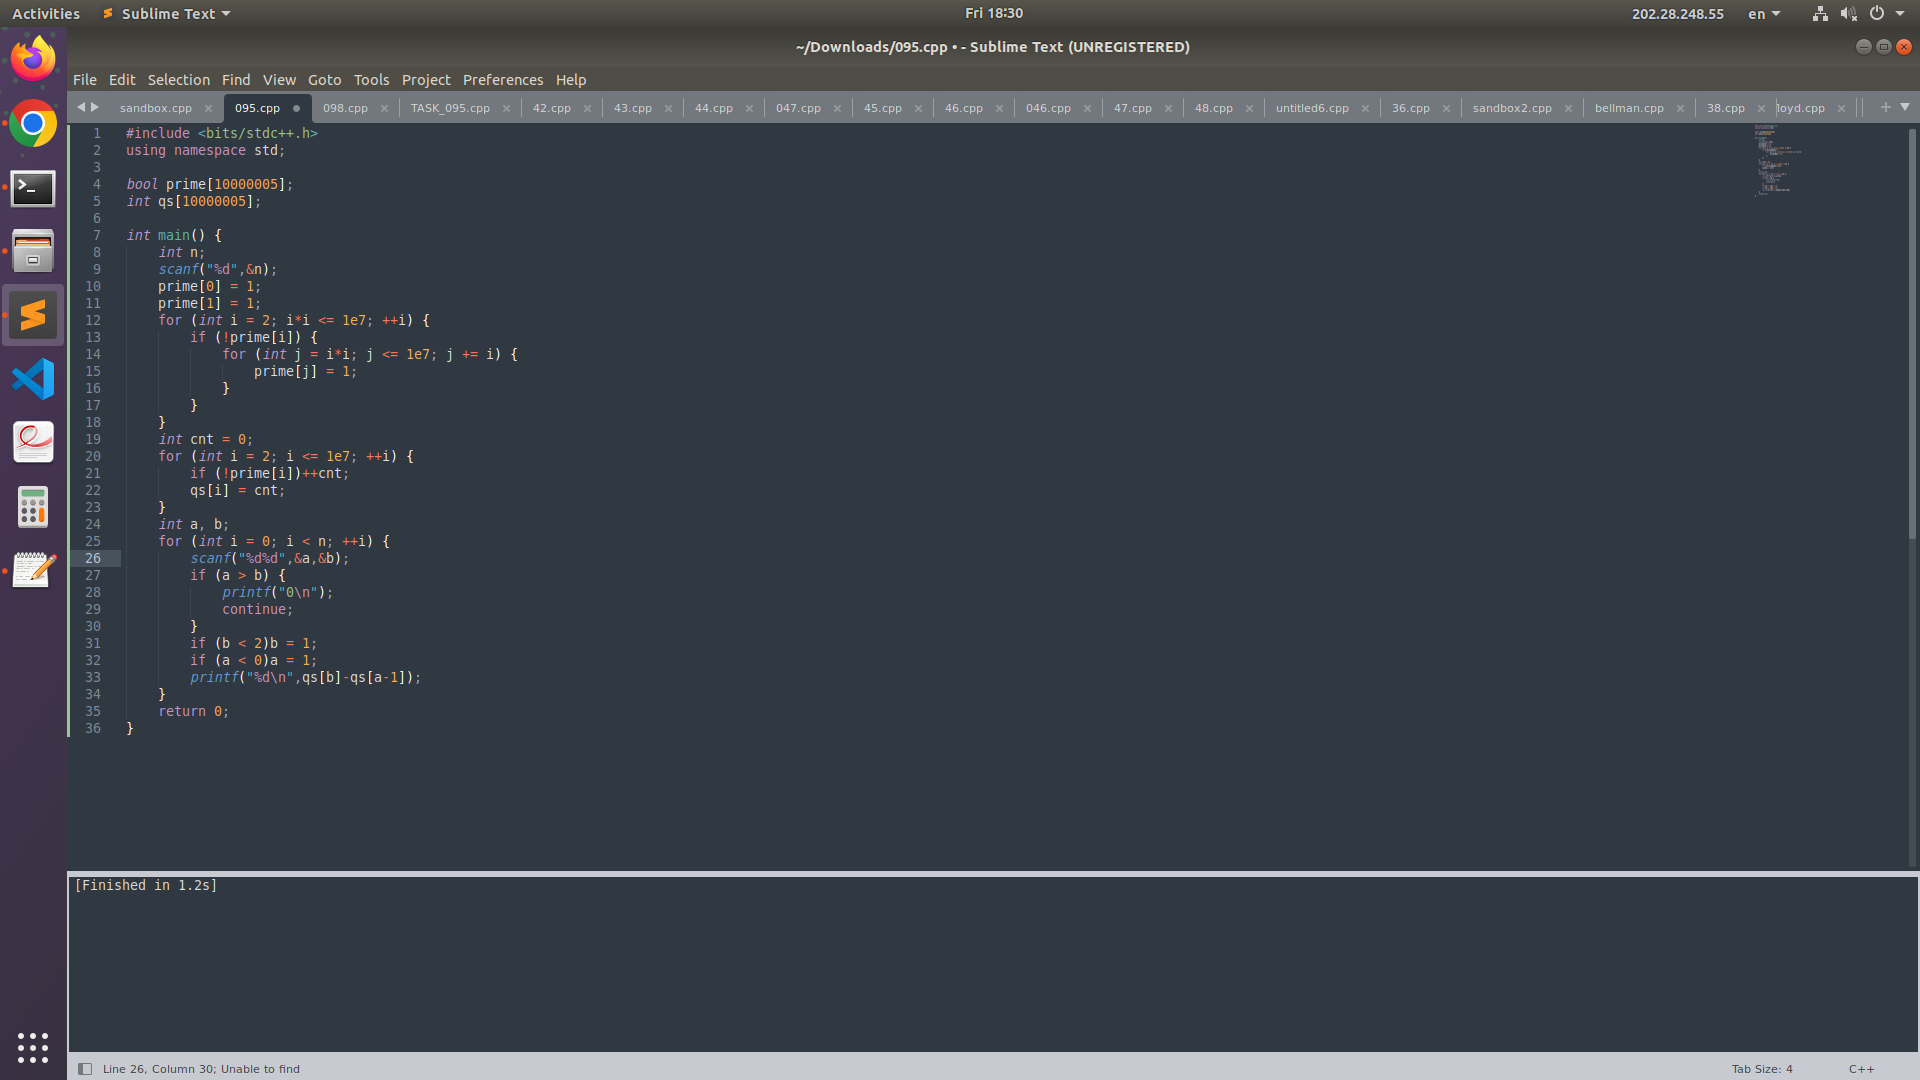 Activities Sublime Text Fri 18:30 202.28.248.55 en
~/Downloads/095.cpp • - Sublime Text (UNREGISTERED)
File Edit Selection Find View Goto Tools Project Preferences Help
sandbox.cpp 095.cpp 098.cpp TASK_095.cpp 42.cpp 43.cpp 44.cpp 047.cpp 45.cpp 46.cpp 046.cpp 47.cpp 48.cpp untitled6.cpp 36.cpp sandbox2.cpp bellman.cpp 38.cpp loyd.cpp
1 #include <bits/stdc++.h>
2 using namespace std;
3
4 bool prime[10000005];
5 int qs[10000005];
6
7 int main() {
8 int n;
9 scanf("%d",&n);
10 prime[0] = 1;
11 prime[1] = 1;
12 for (int i = 2; i*i <= 1e7; ++i) {
13 if (!prime[i]) {
14 for (int j = i*i; j <= 1e7; j += i) {
15 prime[j] = 1;
16 }
17 }
18 }
19 int cnt = 0;
20 for (int i = 2; i <= 1e7; ++i) {
21 if (!prime[i])++cnt;
22 qs[i] = cnt;
23 }
24 int a, b;
25 for (int i = 0; i < n; ++i) {
26 scanf("%d%d",&a,&b);
27 if (a > b) {
28 printf("0\n");
29 continue;
30 }
31 if (b < 2)b = 1;
32 if (a < 0)a = 1;
33 printf("%d\n",qs[b]-qs[a-1]);
34 }
35 return 0;
36 }
[Finished in 1.2s]
Line 26, Column 30; Unable to find Tab Size: 4 C++